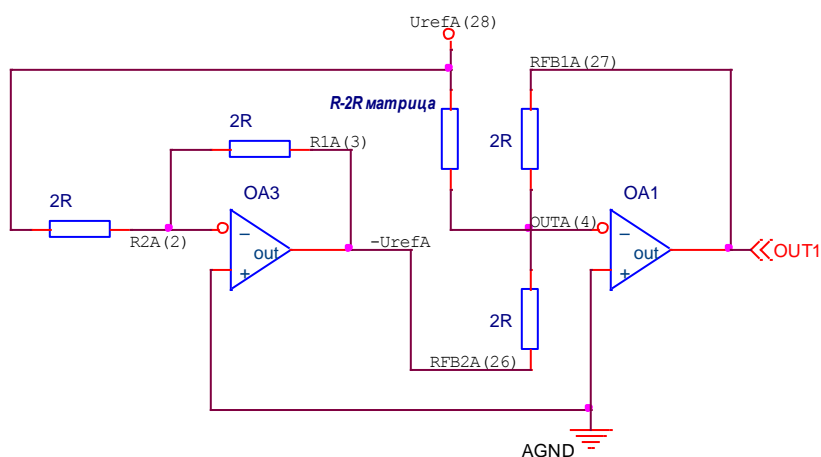 UrefA(28)
RFB1A(27)
R-2R матрица
2R
R1A(3)
2R
2R
OA3
OA1
R2A(2)
OUTA(4)
−
out
+
-UrefA
−
out
+
OUT1
2R
RFB2A(26)
AGND